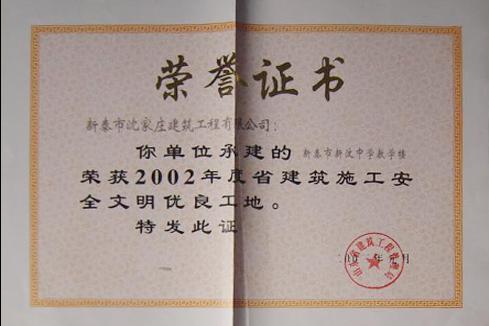 荣誉证书
新泰市沈家庄建筑工程有限公司：
你单位承建的 新泰市新汶中学教学楼
荣获2002年度省建筑施工安
全文明优良工地。
特发此证
年 月